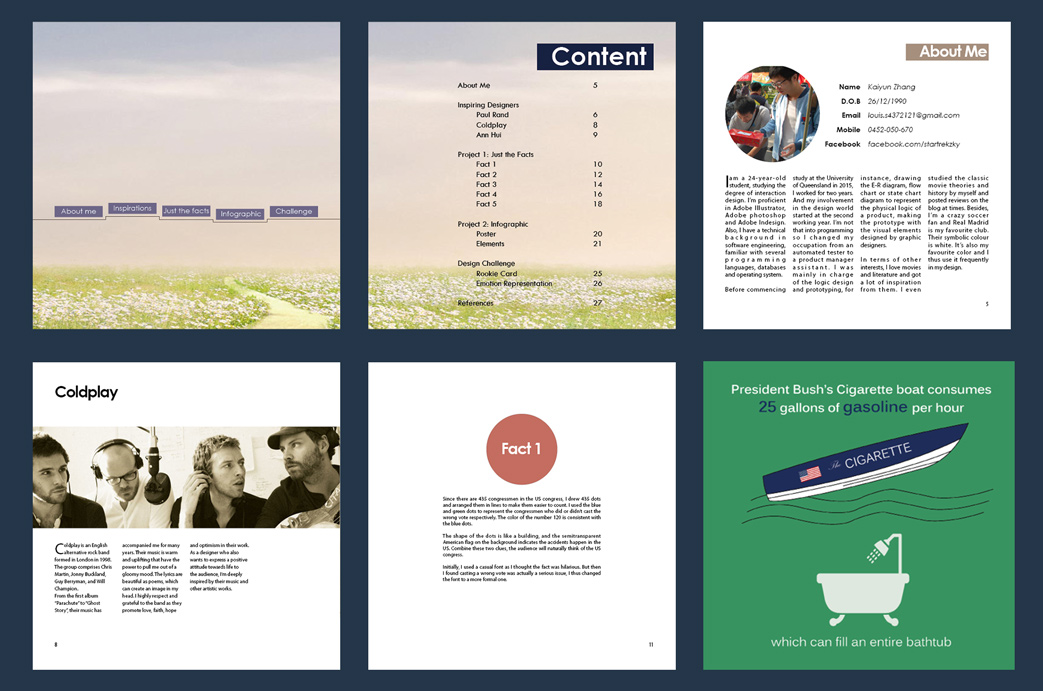 About me
Inspirations
Just the facts
Infographic
Challenge
Content
About Me 5
Inspiring Designers
Paul Rand 6
Coldplay 8
Ann Hui 9
Project 1: Just the Facts
Fact 1 10
Fact 2 12
Fact 3 14
Fact 4 16
Fact 5 18
Project 2: Infographic
Poster 20
Elements 21
Design Challenge
Rookie Card 25
Emotion Representation 26
References 27
About Me
Name Kaiyun Zhang
D.O.B 26/12/1990
Email louis.s4372121@gmail.com
Mobile 0452-050-670
Facebook facebook.com/startrekzky
I am a 24-year-old
student, studying the
degree of interaction
design. I'm proficient
in Adobe Illustrator,
Adobe photoshop
and Adobe Indesign.
Also, I have a technical
background in
software engineering,
familiar with several
programming
languages, databases
and operating system.
Before commencing
study at the University
of Queensland in 2015,
I worked for two years.
And my involvement
in the design world
started at the second
working year. I'm not
that into programming
so I changed my
occupation from an
automated tester to
a product manager
assistant. I was
mainly in charge
of the logic design
and prototyping, for
instance, drawing
the E-R diagram, flow
chart or state chart
diagram to represent
the physical logic of
a product, making
the prototype with
the visual elements
designed by graphic
designers.
In terms of other
interests, I love movies
and literature and got
a lot of inspiration
from them. I even
studied the classic
movie theories and
history by myself and
posted reviews on the
blog at times. Besides,
I'm a crazy soccer
fan and Real Madrid
is my favourite club.
Their symbolic colour
is white. It's also my
favourite color and I
thus use it frequently
in my design.
5
Coldplay
Coldplay is an English
alternative rock band
formed in London in 1998.
The group comprises Chris
Martin, Jonny Buckland,
Guy Berryman, and Will
Champion.
From the first album
"Parachute" to "Ghost
Story", their music has
accompanied me for many
years. Their music is warm
and uplifting that have the
power to pull me out of a
gloomy mood. The lyrics are
beautiful as poems, which
can create an image in my
head. I highly respect and
grateful to the band as they
promote love, faith, hope
and optimism in their work.
As a designer who also
wants to express a positive
attitude towards life to
the audience, I'm deeply
inspired by their music and
other artistic works.
8
Fact 1
Since there are 435 congressmen in the US congress, I drew 435 dots
and arranged them in lines to make them easier to count. I used the blue
and green dots to represent the congressmen who did or didn't cast the
wrong vote respectively. The color of the number 120 is consistent with
the blue dots.
The shape of the dots is like a building, and the semitransparent
American flag on the background indicates the accidents happen in the
US. Combine these two clues, the audience will naturally think of the US
congress.
Initially, I used a casual font as I thought the fact was hilarious. But then
I found casting a wrong vote was actually a serious issue, I thus changed
the font to a more formal one.
11
President Bush's Cigarette boat consumes
25 gallons of gasoline per hour
The CIGARETTE
which can fill an entire bathtub